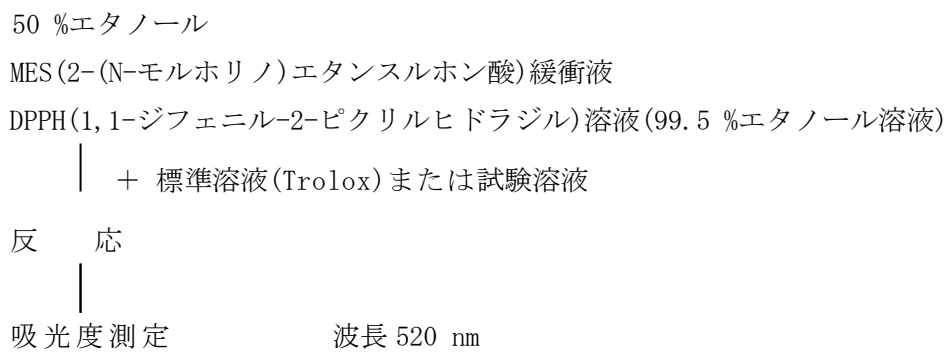 50 %エタノール
MES(2-(N-モルホリノ)エタンスルホン酸)緩衝液
DPPH(1,1-ジフェニル-2-ピクリルヒドラジル)溶液(99.5 %エタノール溶液)
＋ 標準溶液(Trolox)または試験溶液
反　応
吸光度測定　　波長 520 nm